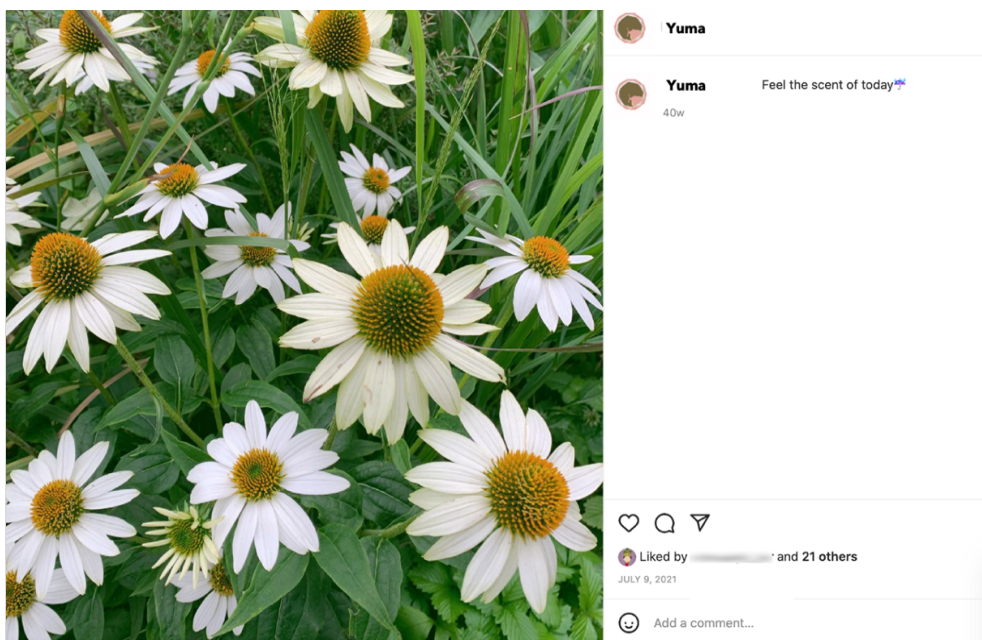 Yuma
Yuma Feel the scent of today☔
40w
Liked by and 21 others
JULY 9, 2021
Add a comment...